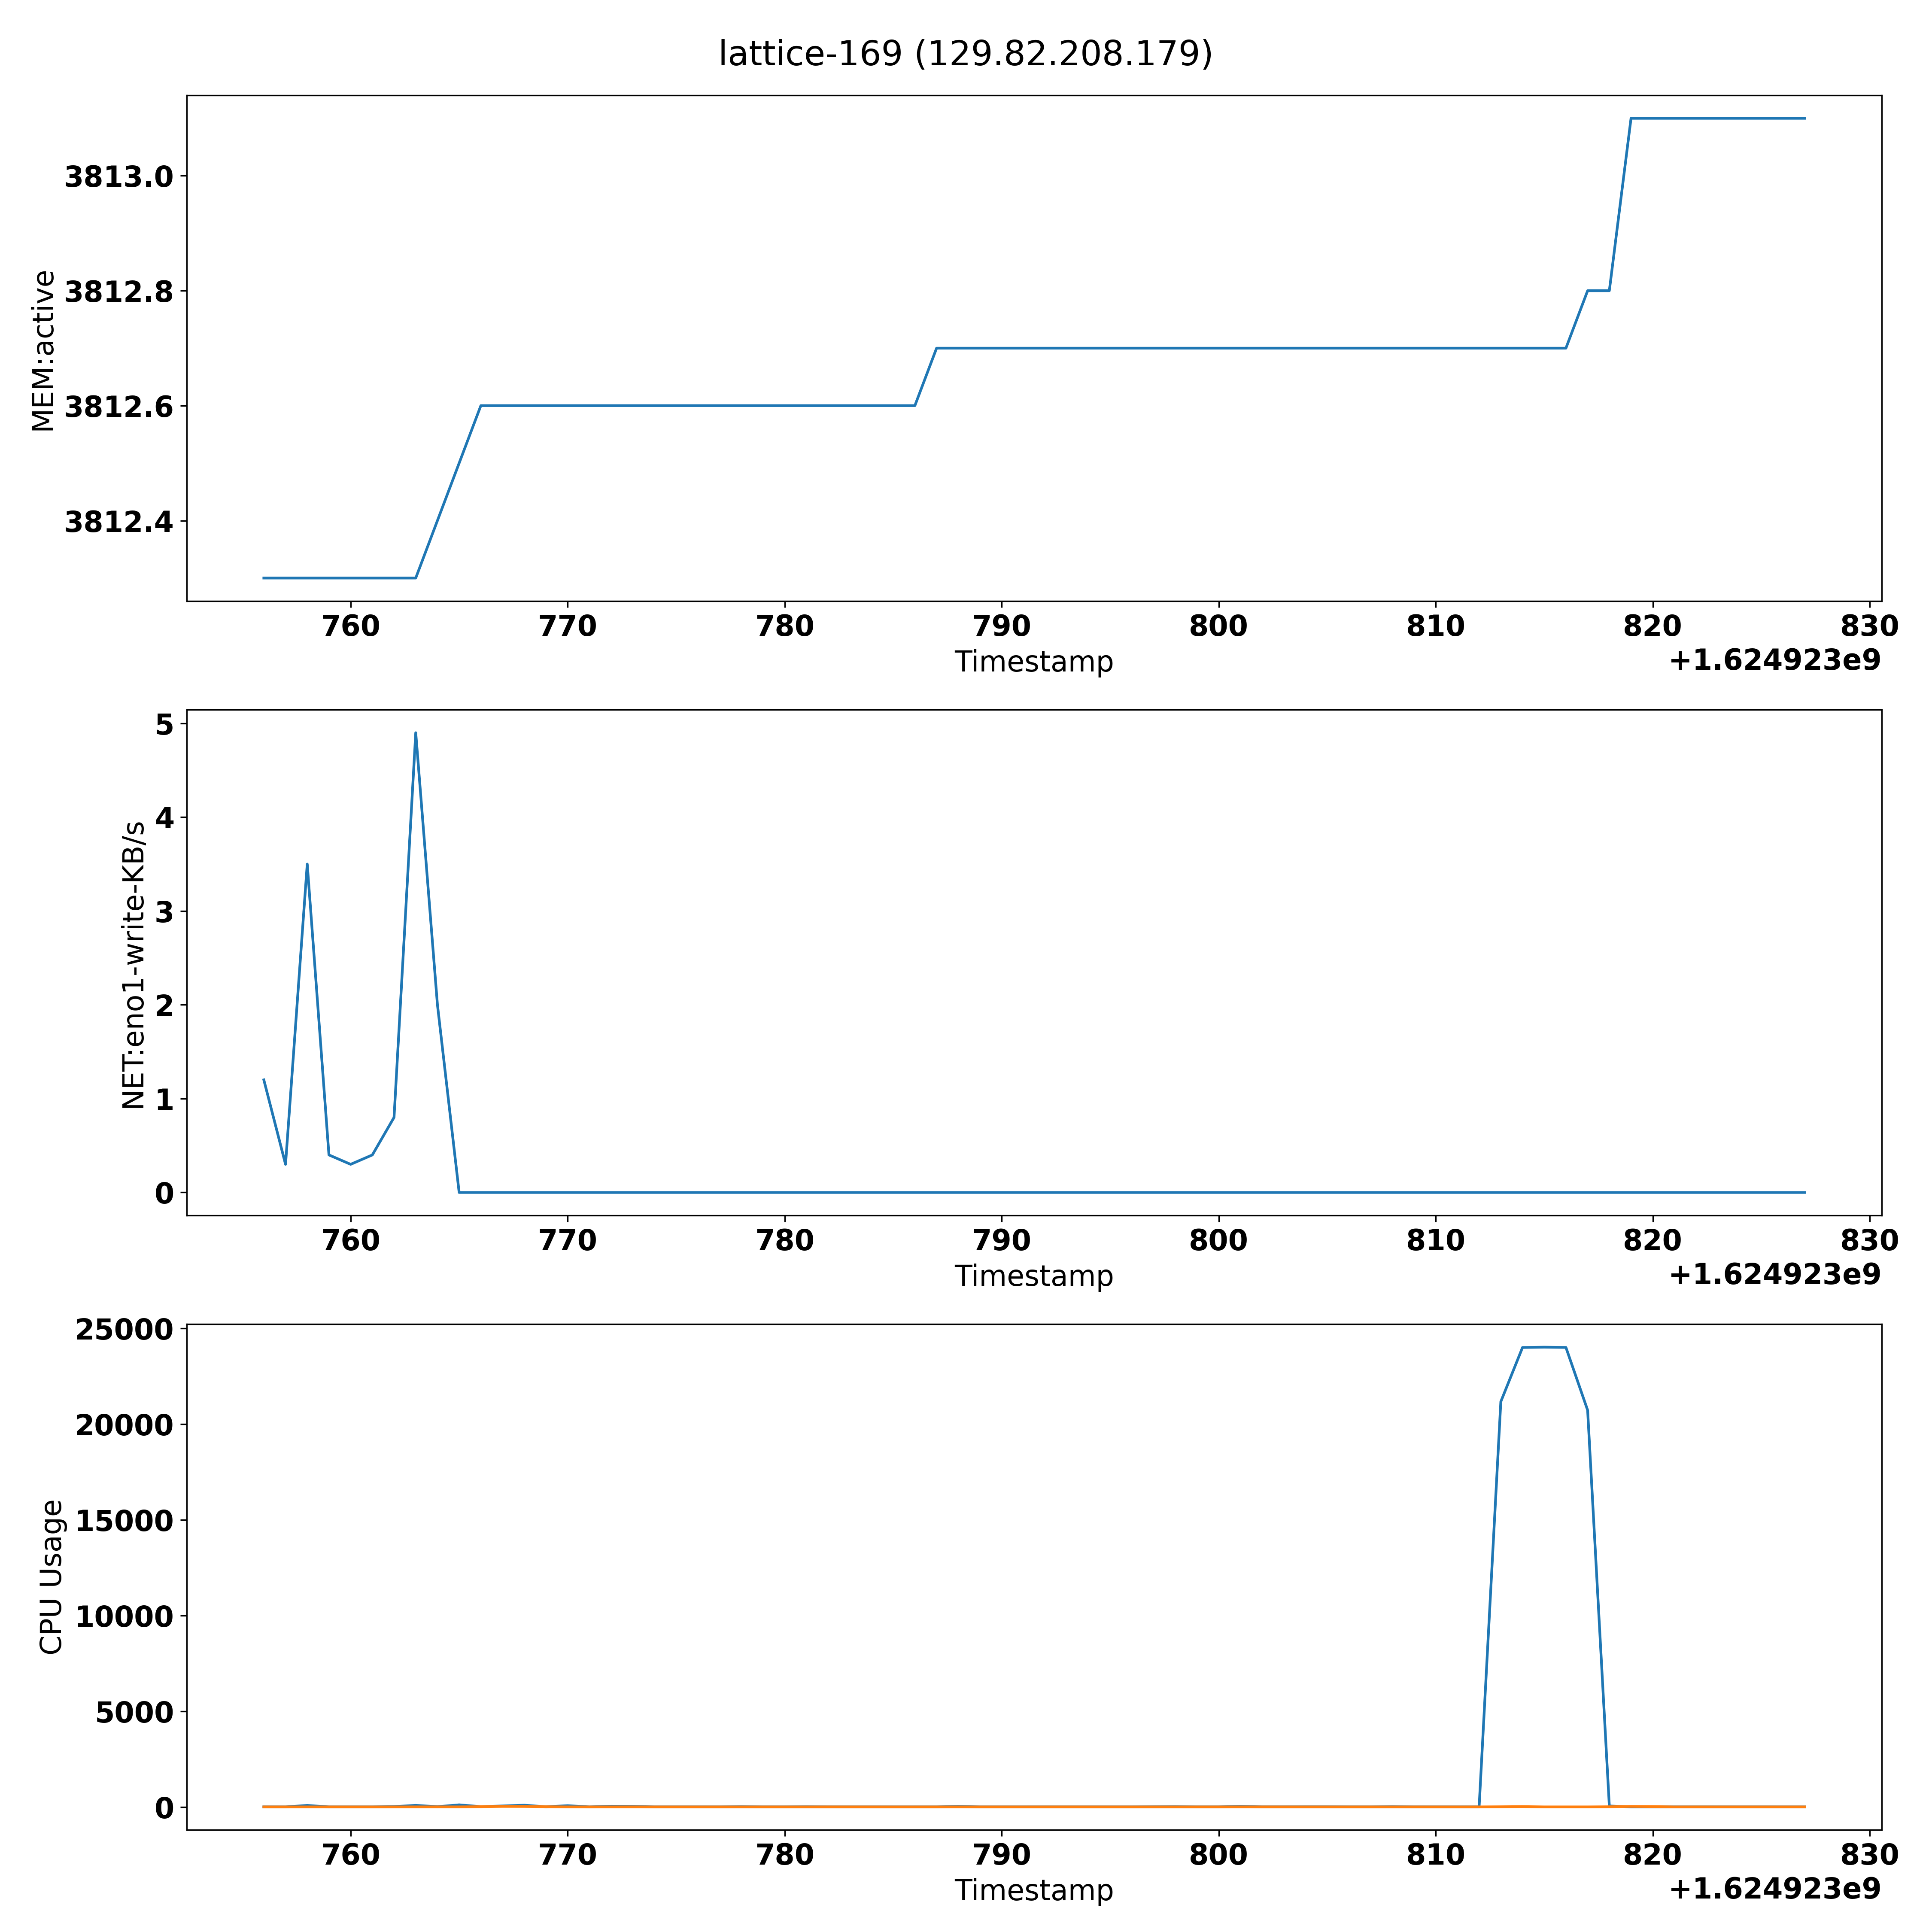 lattice-169 (129.82.208.179)
3813.0
3812.8
3812.6
3812.4
MEM:active
760 770 780 790 800 810 820 830
Timestamp
+1.624923e9
5
4
3
2
1
0
NET:eno1-write-KB/s
760 770 780 790 800 810 820 830
Timestamp
+1.624923e9
25000
20000
15000
10000
5000
0
CPU Usage
760 770 780 790 800 810 820 830
Timestamp
+1.624923e9